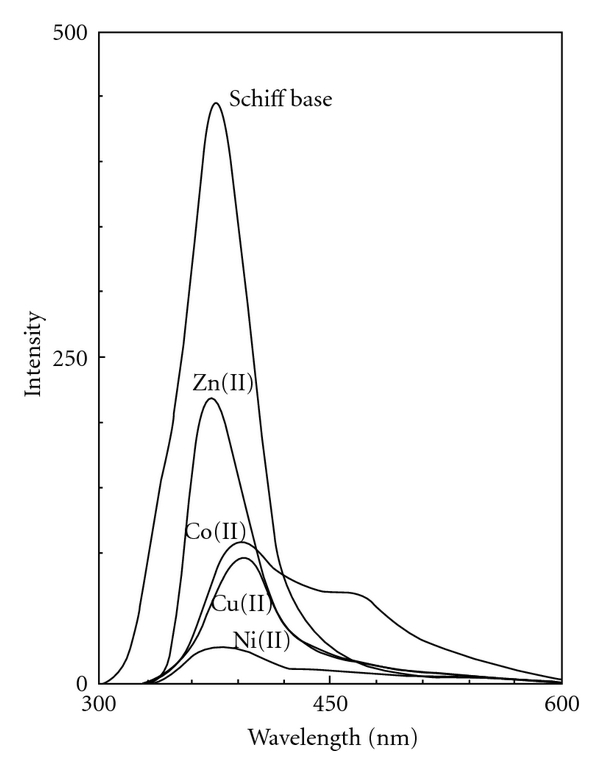 500
Schiff base
250
Zn(II)
Co(II)
Cu(II)
Ni(II)
0
300
450
600
Intensity
Wavelength (nm)